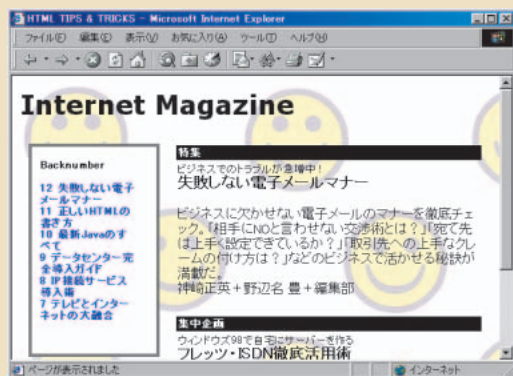 HTML TIPS & TRICKS - Microsoft Internet Explorer
ファイル(F) 編集(E) 表示(V) お気に入り(A) ツール(T) ヘルプ(H)
Internet Magazine
Backnumber
12 失敗しない電子
メールマナー
11 正しいHTMLの
書き方
10 最新Javaのす
べて
9 データセンター完
全導入ガイド
8 IP接続サービス
導入術
7 テレビとインター
ネットの大融合
特集
ビジネスでのトラブルが急増中!
失敗しない電子メールマナー
ビジネスに欠かせない電子メールのマナーを徹底チェ
ック。「相手にNOと言わせない交渉術とは?」「宛て先
は上手く設定できているか?」「取引先への上手なクレ
ームの付け方は?」などのビジネスで活かせる秘訣が
満載だ。
神崎正英+野辺名 豊+編集部
集中企画
ウィンドウズ98で自宅にサーバーを作る
フレッツ・ISDN徹底活用術
ページが表示されました
インターネット